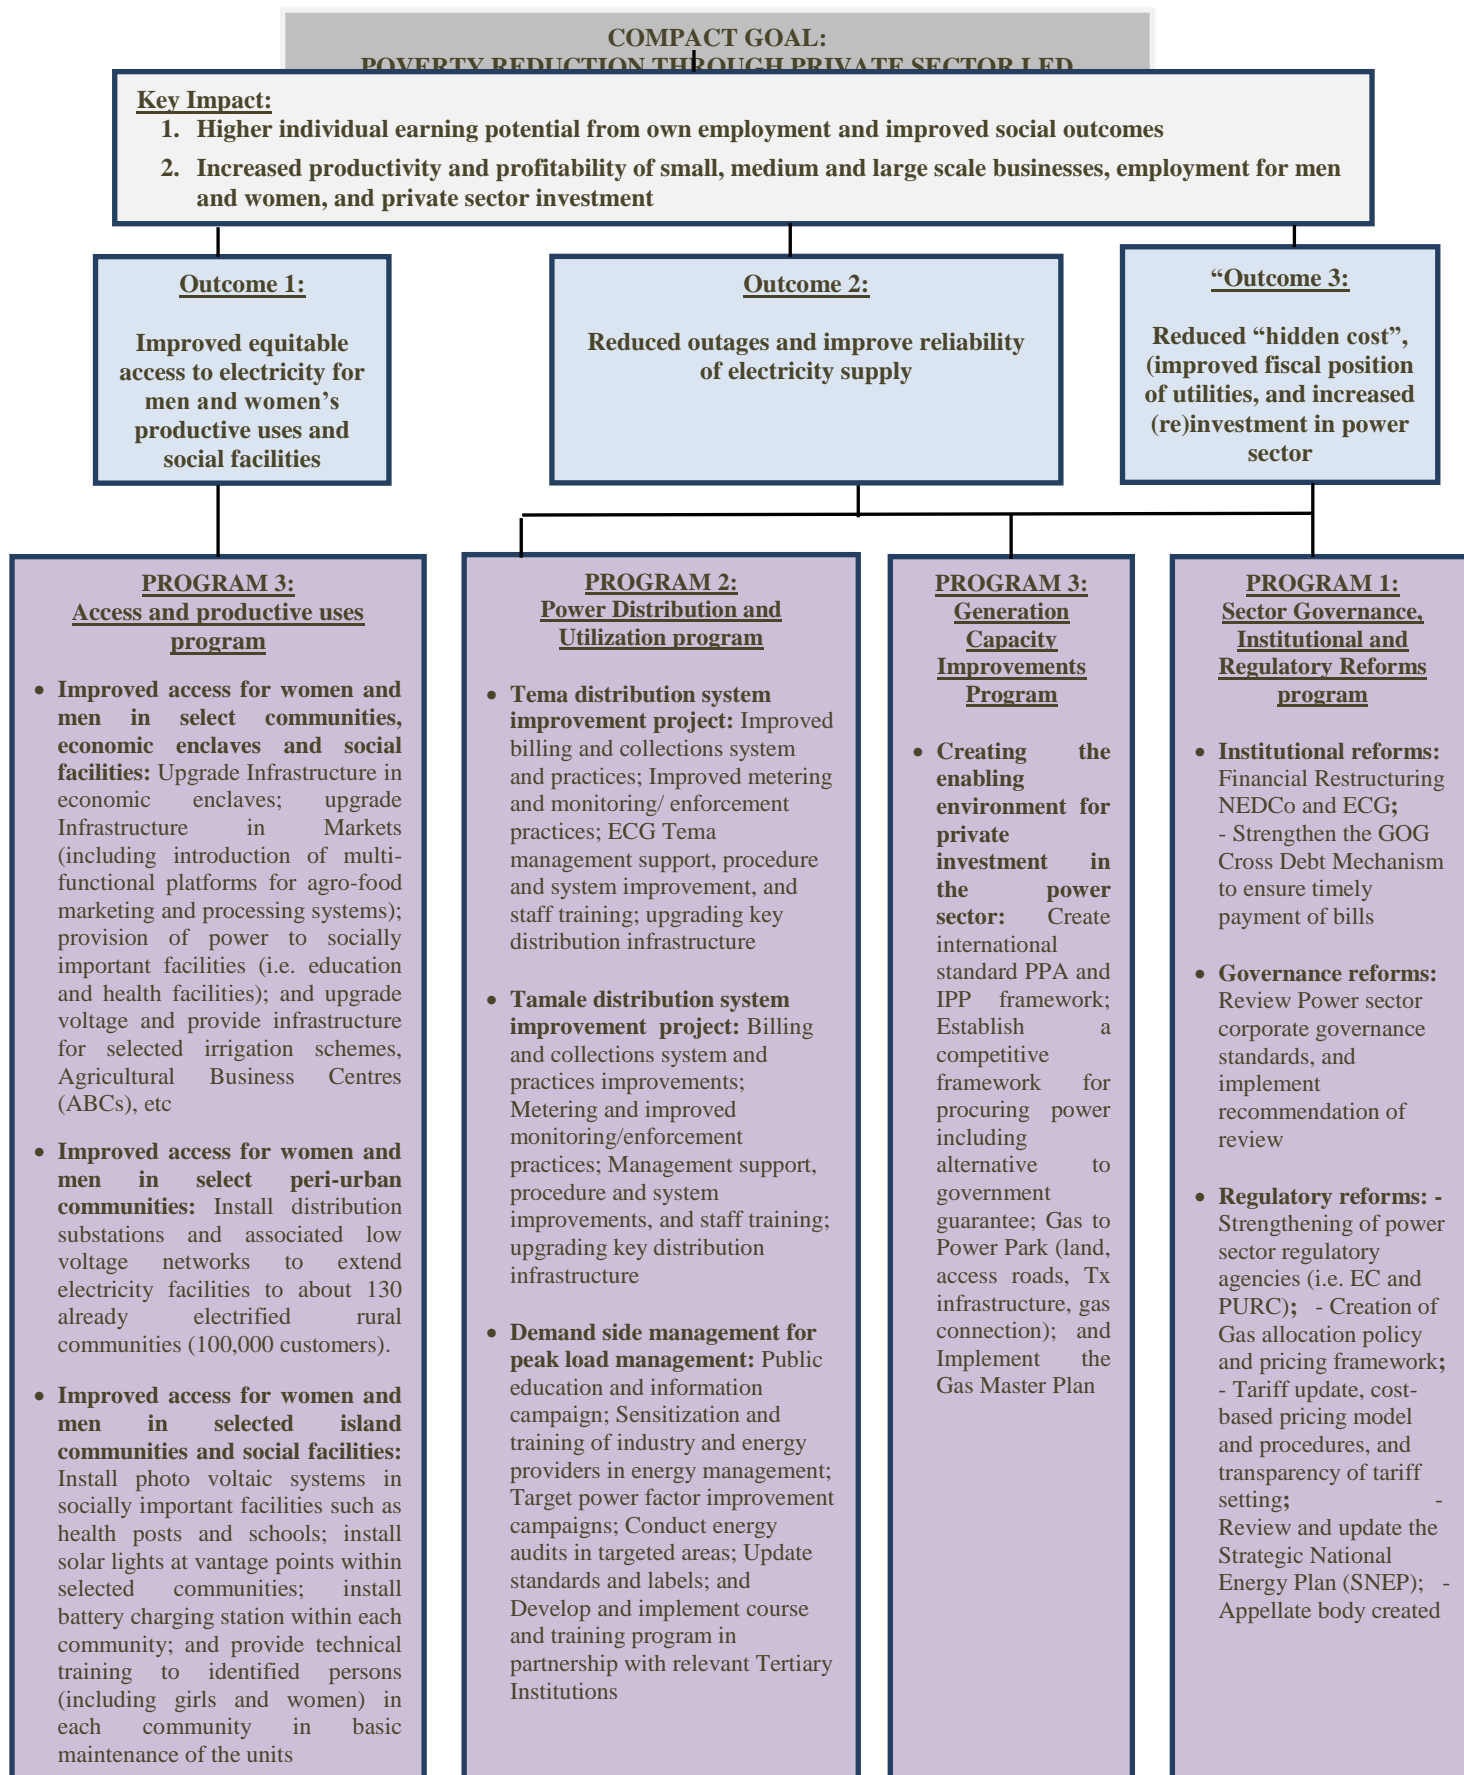 COMPACT GOAL:
POVERTY REDUCTION THROUGH PRIVATE SECTOR LED
Key Impact:
1. Higher individual earning potential from own employment and improved social outcomes
2. Increased productivity and profitability of small, medium and large scale businesses, employment for men
and women, and private sector investment
Outcome 1:
Improved equitable
access to electricity for
men and women’s
productive uses and
social facilities
Outcome 2:
Reduced outages and improve reliability
of electricity supply
“Outcome 3:
Reduced “hidden cost”,
(improved fiscal position
of utilities, and increased
(re)investment in power
sector
PROGRAM 3:
Access and productive uses
program
• Improved access for women and
men in select communities,
economic enclaves and social
facilities: Upgrade Infrastructure in
economic enclaves; upgrade
Infrastructure in Markets
(including introduction of multi-
functional platforms for agro-food
marketing and processing systems);
provision of power to socially
important facilities (i.e. education
and health facilities); and upgrade
voltage and provide infrastructure
for selected irrigation schemes,
Agricultural Business Centres
(ABCs), etc
• Improved access for women and
men in select peri-urban
communities: Install distribution
substations and associated low
voltage networks to extend
electricity facilities to about 130
already electrified rural
communities (100,000 customers).
• Improved access for women and
men in selected island
communities and social facilities:
Install photo voltaic systems in
socially important facilities such as
health posts and schools; install
solar lights at vantage points within
selected communities; install
battery charging station within each
community; and provide technical
training to identified persons
(including girls and women) in
each community in basic
maintenance of the units
PROGRAM 2:
Power Distribution and
Utilization program
• Tema distribution system
improvement project: Improved
billing and collections system
and practices; Improved metering
and monitoring/ enforcement
practices; ECG Tema
management support, procedure
and system improvement, and
staff training; upgrading key
distribution infrastructure
• Tamale distribution system
improvement project: Billing
and collections system and
practices improvements;
Metering and improved
monitoring/enforcement
practices; Management support,
procedure and system
improvements, and staff training;
upgrading key distribution
infrastructure
• Demand side management for
peak load management: Public
education and information
campaign; Sensitization and
training of industry and energy
providers in energy management;
Target power factor improvement
campaigns; Conduct energy
audits in targeted areas; Update
standards and labels; and
Develop and implement course
and training program in
partnership with relevant Tertiary
Institutions
PROGRAM 3:
Generation
Capacity
Improvements
Program
• Creating the
enabling
environment for
private
investment in
the power
sector: Create
international
standard PPA and
IPP framework;
Establish a
competitive
framework for
procuring power
including
alternative to
government
guarantee; Gas to
Power Park (land,
access roads, Tx
infrastructure, gas
connection); and
Implement the
Gas Master Plan
PROGRAM 1:
Sector Governance,
Institutional and
Regulatory Reforms
program
• Institutional reforms:
Financial Restructuring
NEDCo and ECG;
- Strengthen the GOG
Cross Debt Mechanism
to ensure timely
payment of bills
• Governance reforms:
Review Power sector
corporate governance
standards, and
implement
recommendation of
review
• Regulatory reforms: -
Strengthening of power
sector regulatory
agencies (i.e. EC and
PURC); - Creation of
Gas allocation policy
and pricing framework;
- Tariff update, cost-
based pricing model
and procedures, and
transparency of tariff
setting; -
Review and update the
Strategic National
Energy Plan (SNEP); -
Appellate body created